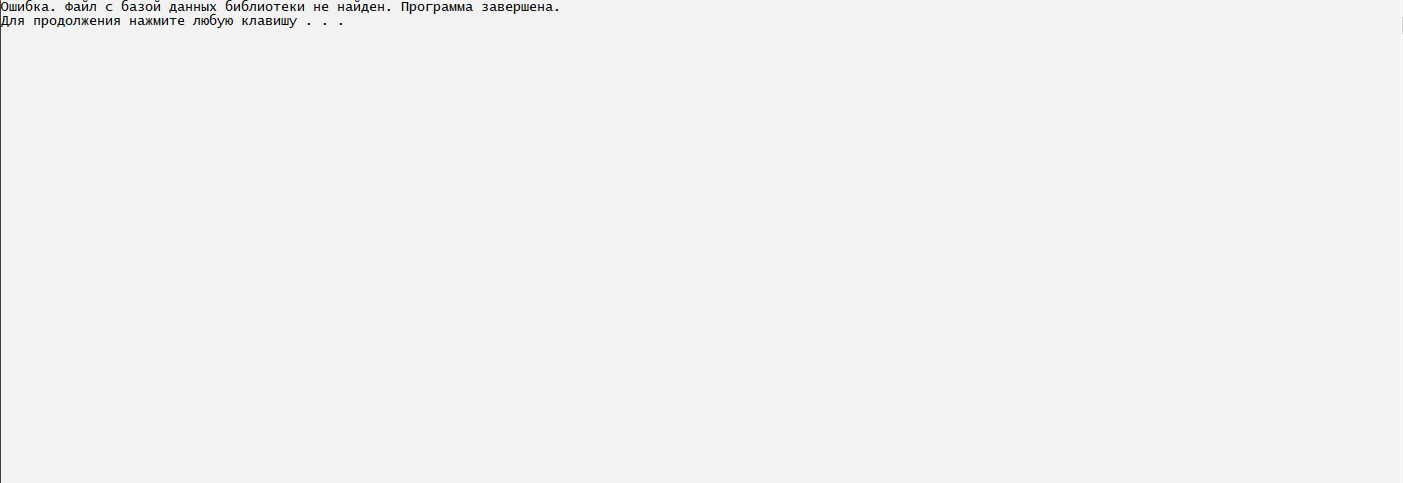 Ошибка. Файл с базой данных библиотеки не найден. Программа завершена.
Для продолжения нажмите любую клавишу . . .